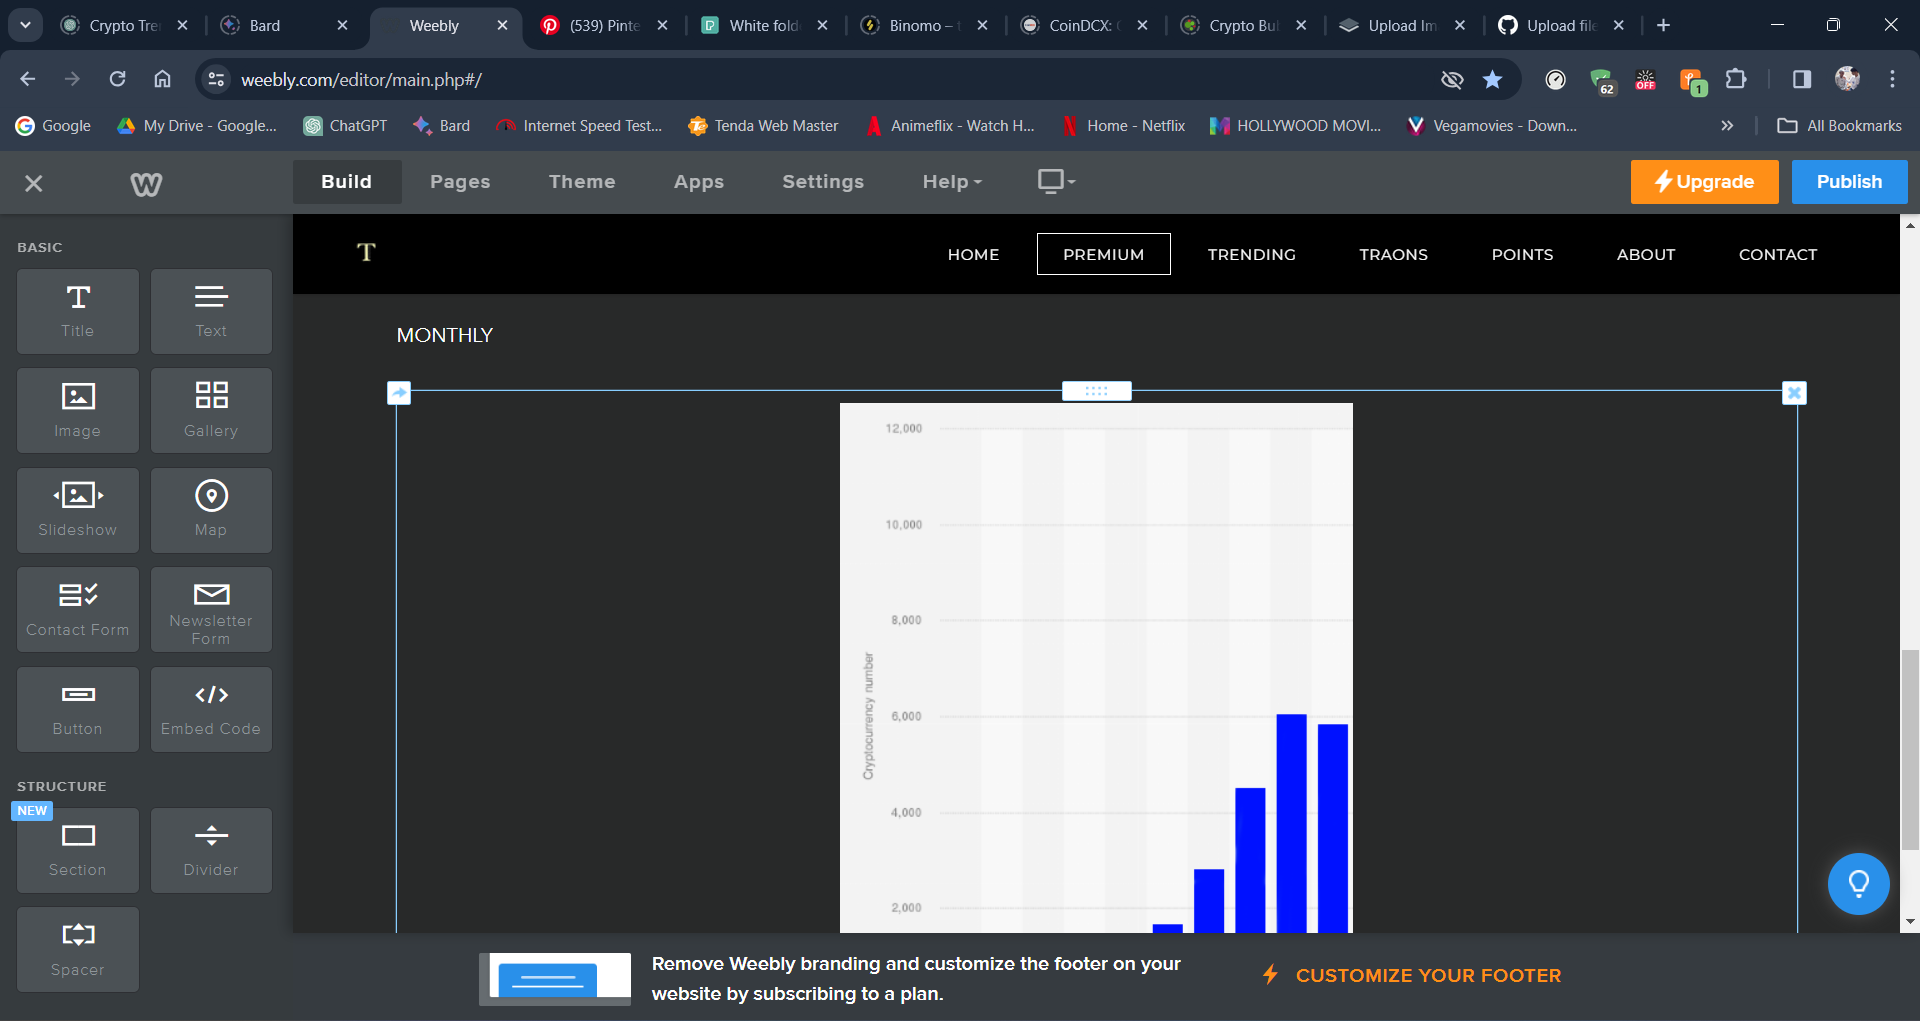 Crypto Tre
Bard
Weebly
(539) Pinte
White fold
Binomo – t
CoinDCX: C
Crypto Bul
Upload Im
Upload file
weebly.com/editor/main.php#/
62
OFF
1
Google
My Drive - Google...
ChatGPT
Bard
Internet Speed Test...
Tenda Web Master
Animeflix - Watch H...
Home - Netflix
HOLLYWOOD MOVI...
Vegamovies - Down...
»
All Bookmarks
Build
Pages
Theme
Apps
Settings
Help
Upgrade
Publish
T
HOME
PREMIUM
TRENDING
TRAONS
POINTS
ABOUT
CONTACT
BASIC
Title
Text
Image
Gallery
Slideshow
Map
Contact Form
Newsletter
Form
Button
Embed Code
STRUCTURE
NEW
Section
Divider
Spacer
MONTHLY
12,000
10,000
8,000
6,000
4,000
2,000
Cryptocurrency number
Remove Weebly branding and customize the footer on your
website by subscribing to a plan.
CUSTOMIZE YOUR FOOTER